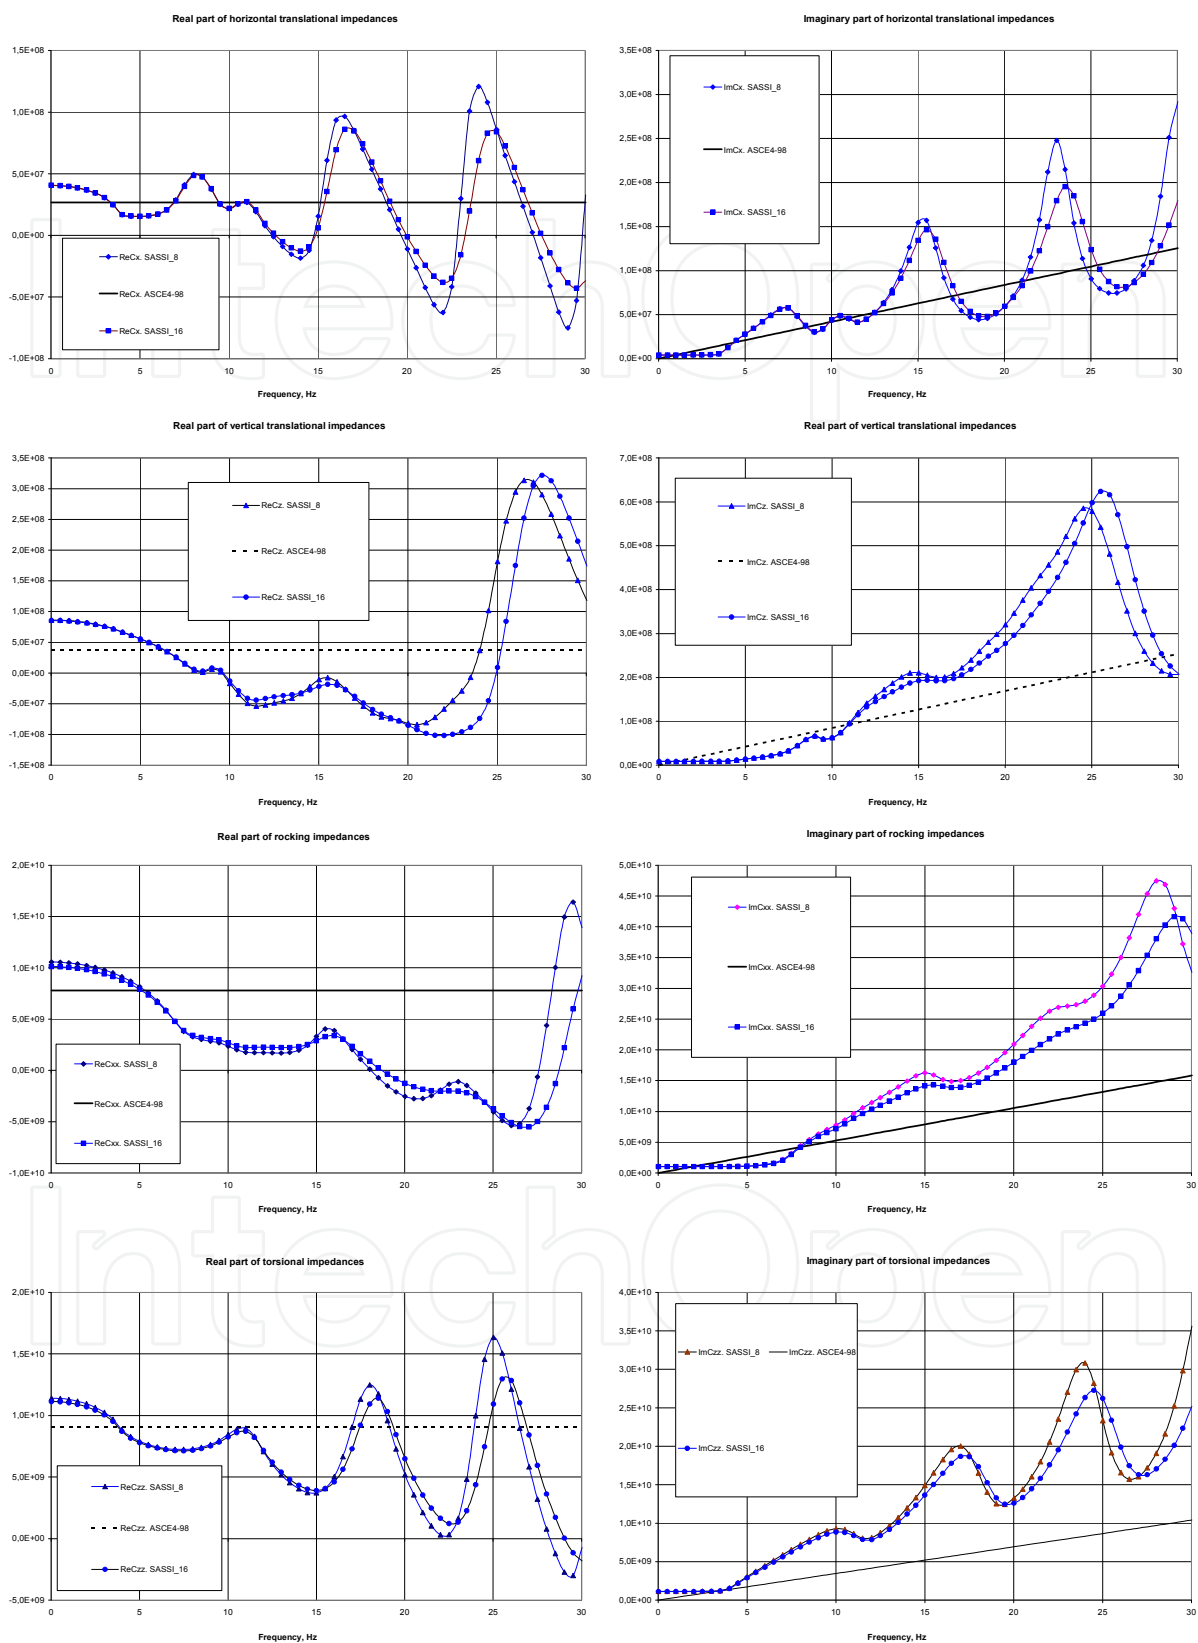 Real part of horizontal translational impedances
1,5E+08
1,0E+08
5,0E+07
0,0E+00
-5,0E+07
-1,0E+08
ReCx. SASSI_8
ReCx. ASCE4-98
ReCx. SASSI_16
0 5 10 15 20 25 30
Frequency, Hz
Imaginary part of horizontal translational impedances
3,5E+08
3,0E+08
2,5E+08
2,0E+08
1,5E+08
1,0E+08
5,0E+07
0,0E+00
ImCx. SASSI_8
ImCx. ASCE4-98
ImCx. SASSI_16
0 5 10 15 20 25 30
Frequency, Hz
Real part of vertical translational impedances
3,5E+08
3,0E+08
2,5E+08
2,0E+08
1,5E+08
1,0E+08
5,0E+07
0,0E+00
-5,0E+07
-1,0E+08
-1,5E+08
ReCz. SASSI_8
ReCz. ASCE4-98
ReCz. SASSI_16
0 5 10 15 20 25 30
Frequency, Hz
Real part of vertical translational impedances
7,0E+08
6,0E+08
5,0E+08
4,0E+08
3,0E+08
2,0E+08
1,0E+08
0,0E+00
ImCz. SASSI_8
ImCz. ASCE4-98
ImCz. SASSI_16
0 5 10 15 20 25 30
Frequency, Hz
Real part of rocking impedances
2,0E+10
1,5E+10
1,0E+10
5,0E+09
0,0E+00
-5,0E+09
-1,0E+10
ReCxx. SASSI_8
ReCxx. ASCE4-98
ReCxx. SASSI_16
0 5 10 15 20 25 30
Frequency, Hz
Imaginary part of rocking impedances
5,0E+10
4,5E+10
4,0E+10
3,5E+10
3,0E+10
2,5E+10
2,0E+10
1,5E+10
1,0E+10
5,0E+09
0,0E+00
ImCxx. SASSI_8
ImCxx. ASCE4-98
ImCxx. SASSI_16
0 5 10 15 20 25 30
Frequency, Hz
Real part of torsional impedances
2,0E+10
1,5E+10
1,0E+10
5,0E+09
0,0E+00
-5,0E+09
ReCzz. SASSI_8
ReCzz. ASCE4-98
ReCzz. SASSI_16
0 5 10 15 20 25 30
Frequency, Hz
Imaginary part of torsional impedances
4,0E+10
3,5E+10
3,0E+10
2,5E+10
2,0E+10
1,5E+10
1,0E+10
5,0E+09
0,0E+00
ImCzz. SASSI_8 ImCzz. ASCE4-98
ImCzz. SASSI_16
0 5 10 15 20 25 30
Frequency, Hz
IntechOpen
IntechOpen